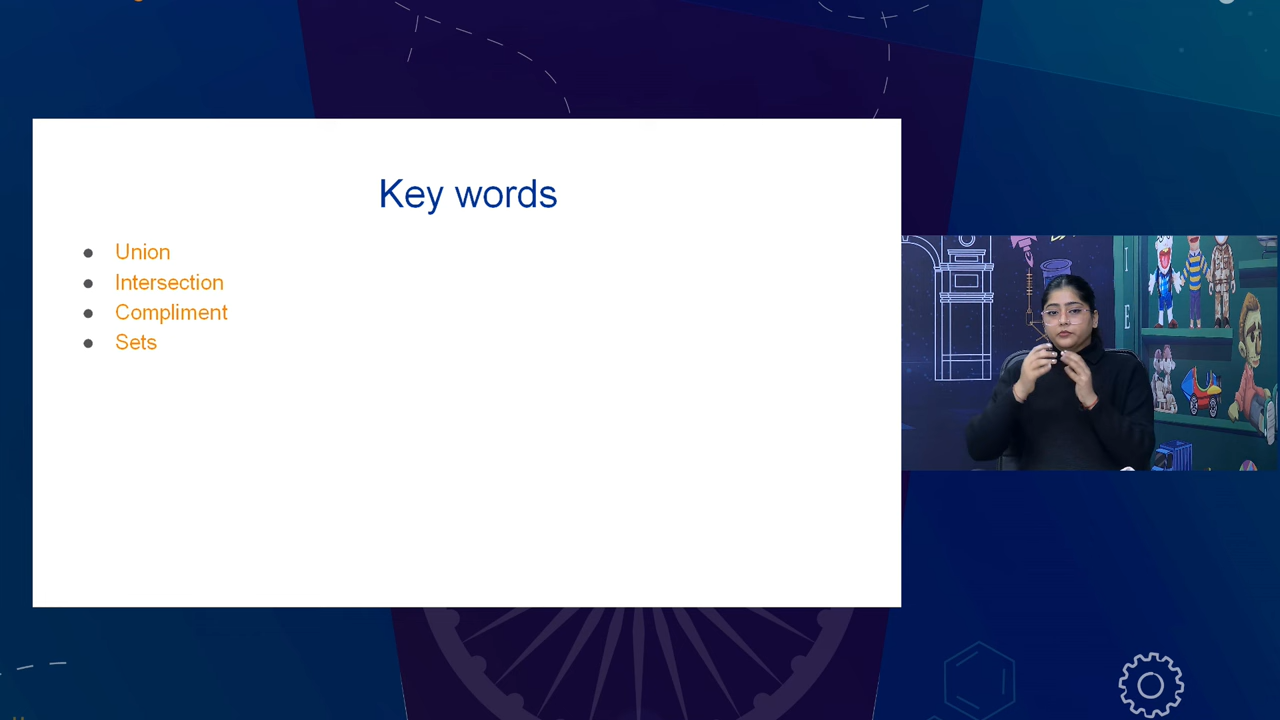 Key words
Union
Intersection
Compliment
Sets
I
E